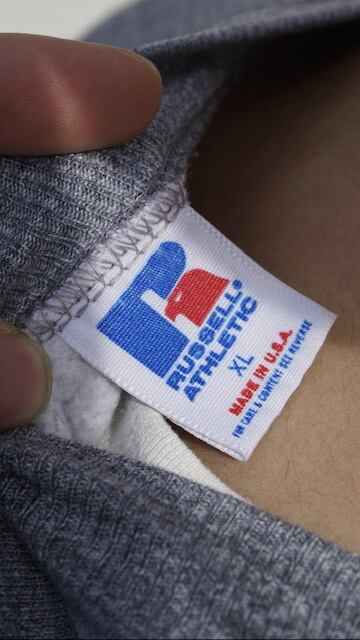 RUSSELL®
ATHLETIC
XL
MADE IN U.S.A.
FOR CARE & CONTENT SEE REVERSE